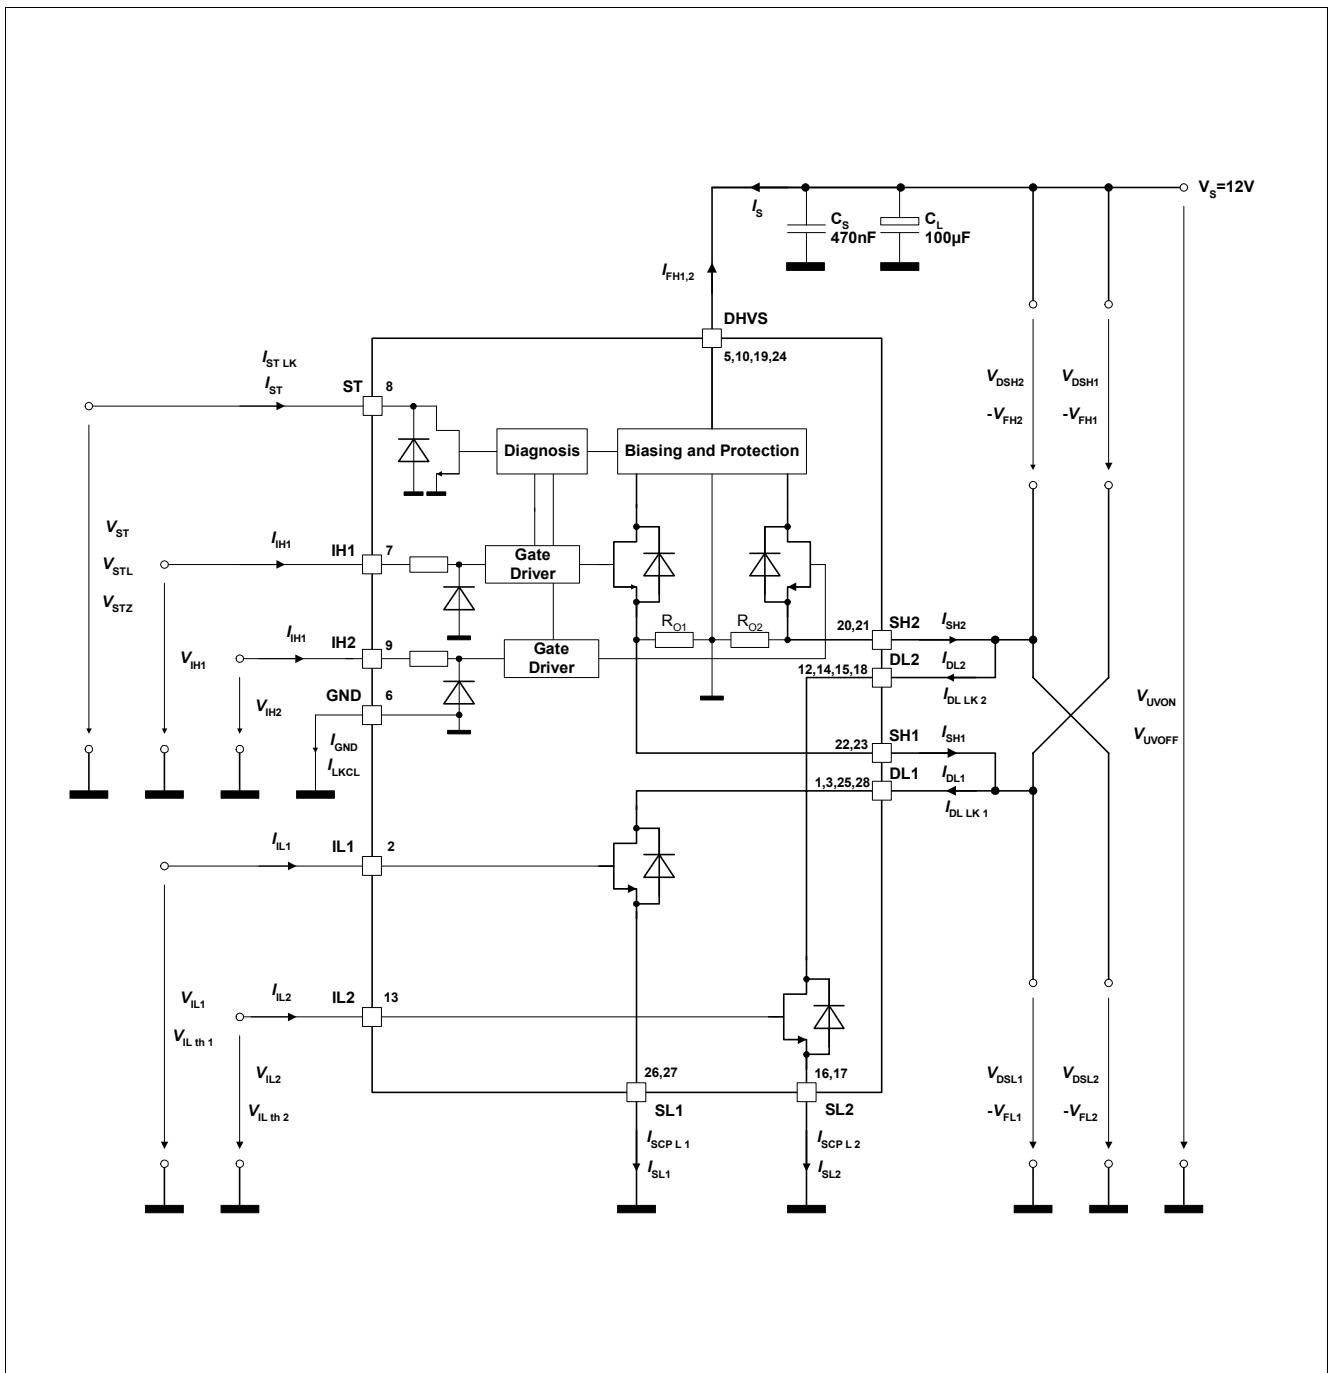 V_S=12V
I_S
C_S
470nF
C_L
100µF
I_FH1,2
DHVS
5,10,19,24
I_ST LK
I_ST
ST
8
V_DSH2
-V_FH2
V_DSH1
-V_FH1
Diagnosis
Biasing and Protection
V_ST
V_STL
V_STZ
I_IH1
IH1
7
Gate
Driver
R_O1
R_O2
20,21
SH2
I_SH2
I_IH1
IH2
9
Gate
Driver
12,14,15,18
DL2
I_DL2
I_DL LK 2
V_IH1
V_IH2
GND
6
I_GND
I_LKCL
22,23
SH1
I_SH1
1,3,25,28
DL1
I_DL1
I_DL LK 1
V_UVON
V_UVOFF
I_IL1
IL1
2
V_IL1
V_IL th 1
I_IL2
IL2
13
V_IL2
V_IL th 2
26,27
SL1
16,17
SL2
I_SCP L 1
I_SL1
I_SCP L 2
I_SL2
V_DSL1
-V_FL1
V_DSL2
-V_FL2